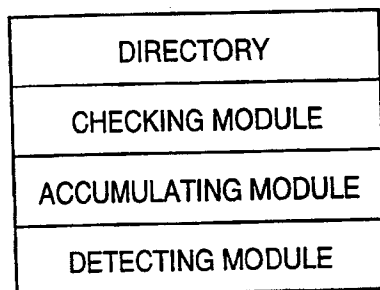 DIRECTORY
CHECKING MODULE
ACCUMULATING MODULE
DETECTING MODULE